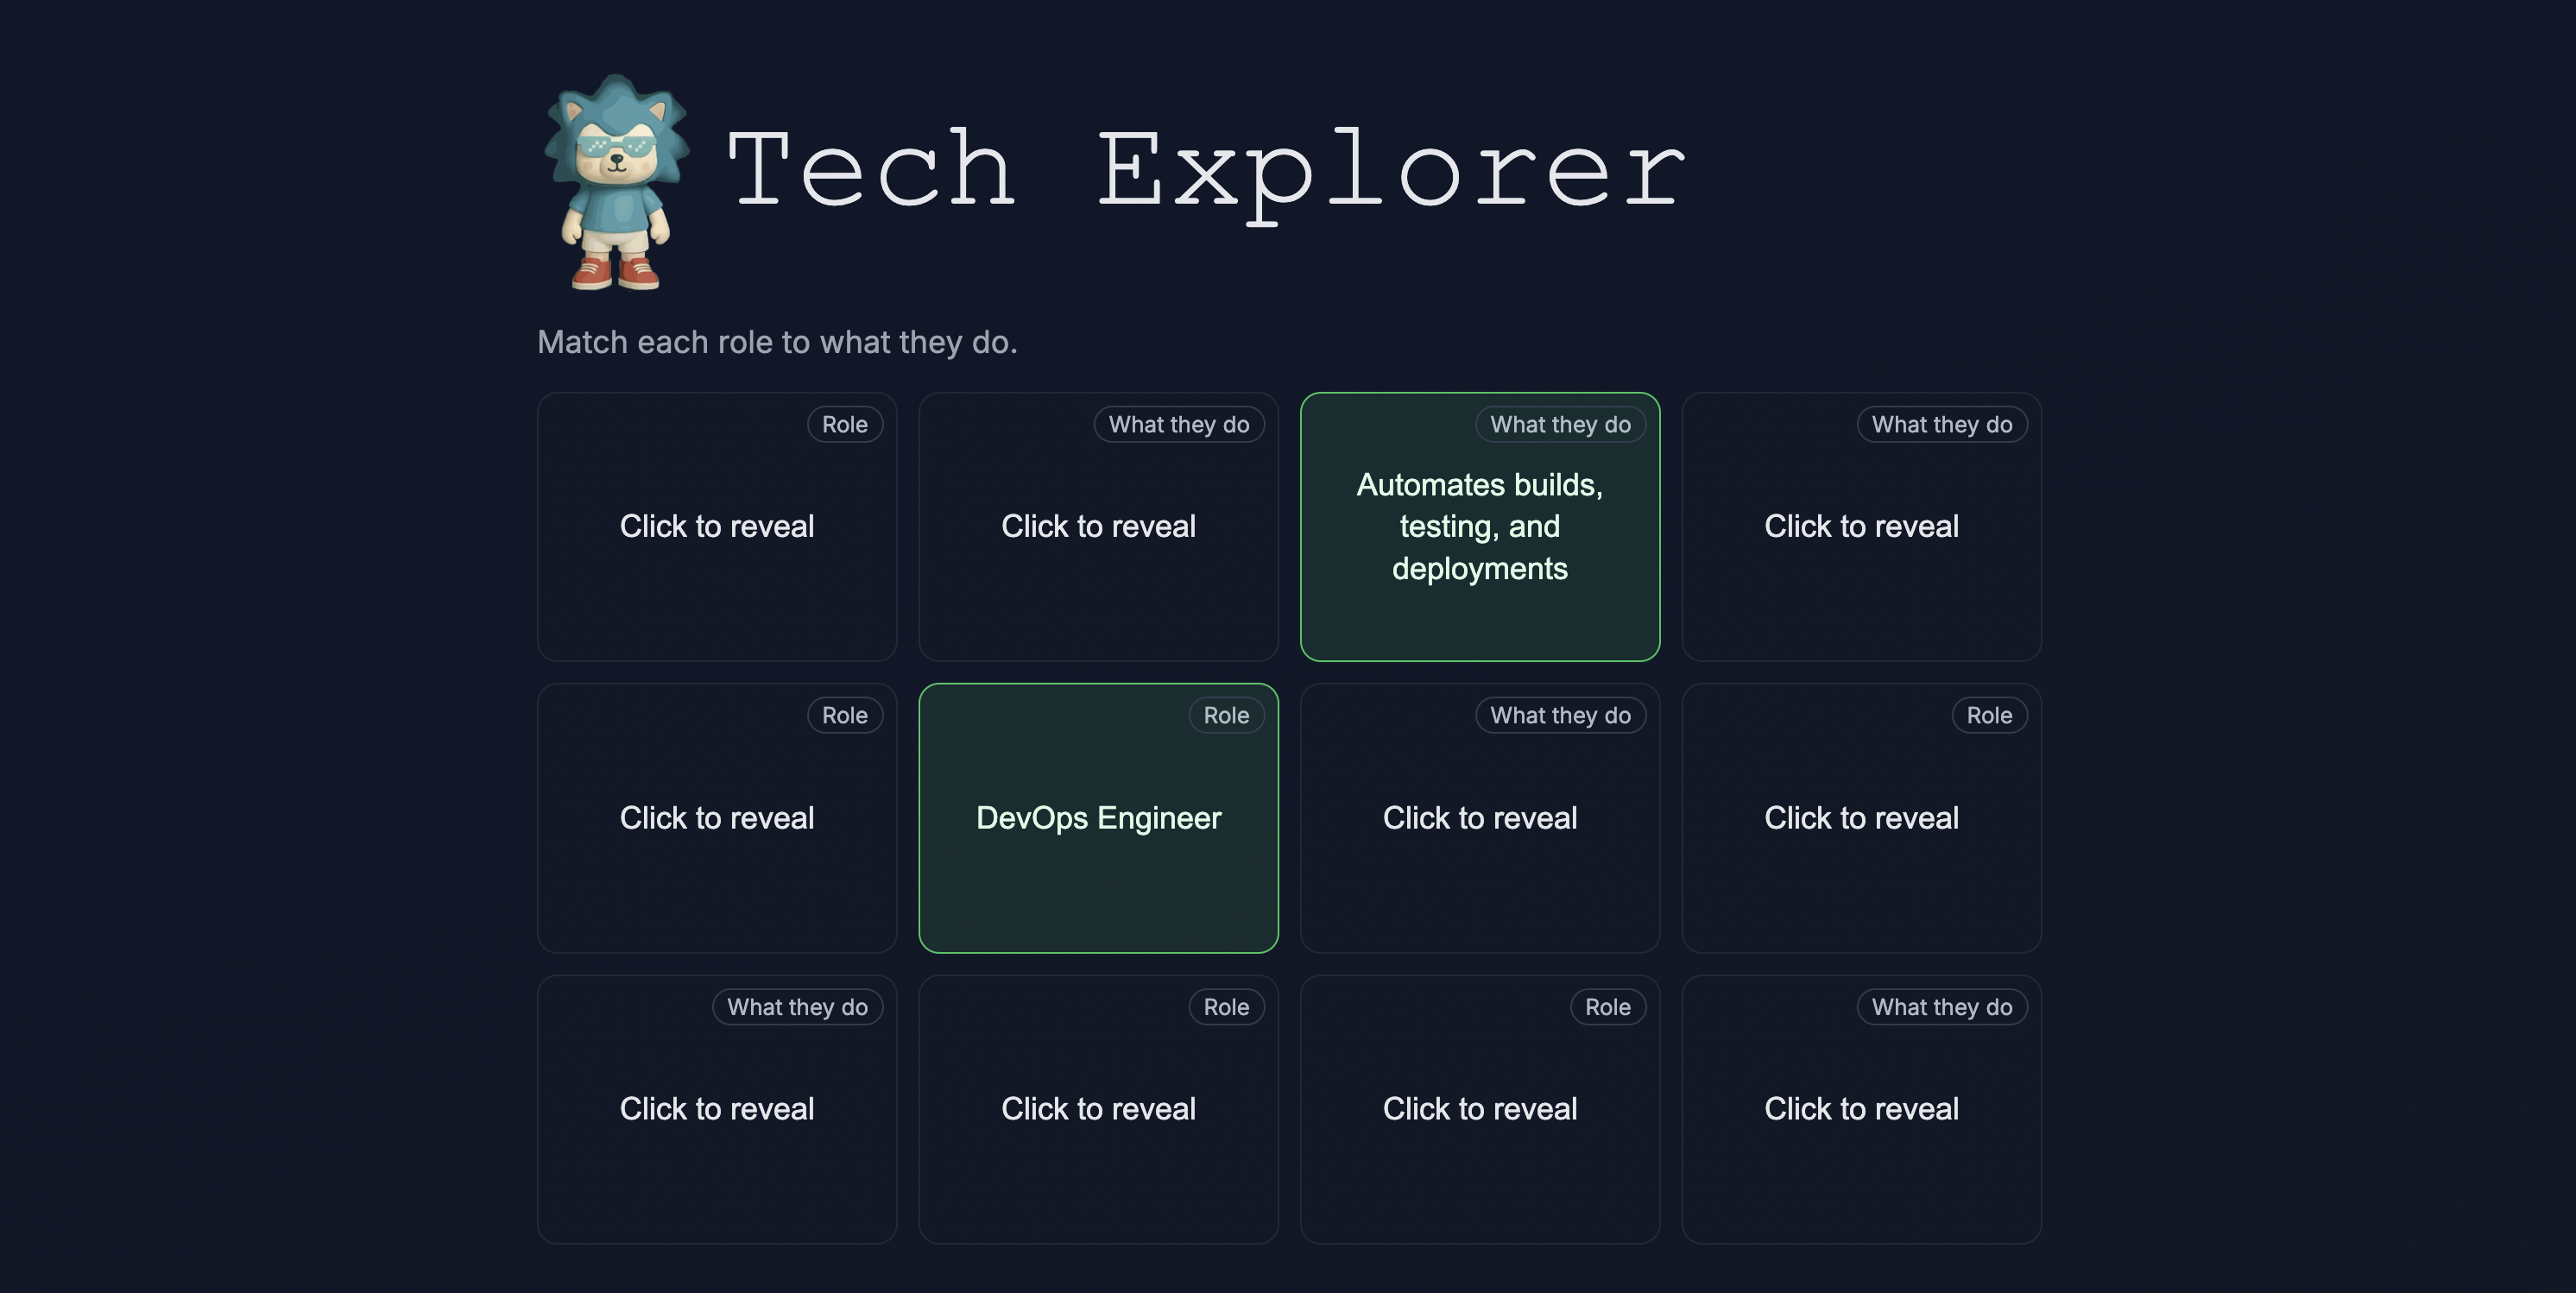 Tech Explorer
Match each role to what they do.
Role
Click to reveal
What they do
Click to reveal
What they do
Automates builds,
testing, and
deployments
What they do
Click to reveal
Role
Click to reveal
Role
DevOps Engineer
What they do
Click to reveal
Role
Click to reveal
What they do
Click to reveal
Role
Click to reveal
Role
Click to reveal
What they do
Click to reveal